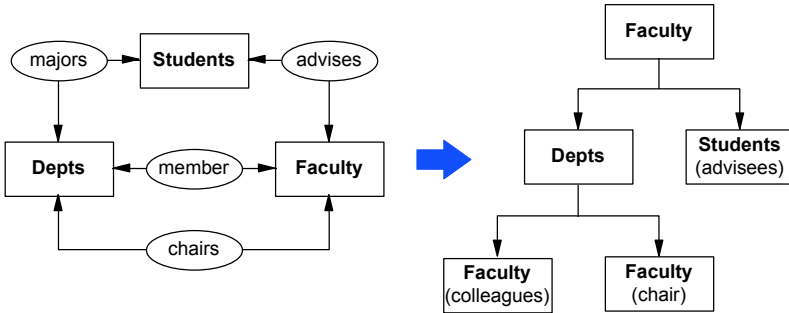 majors
Students
advises
Depts
member
Faculty
chairs
Faculty
Depts
Students
(advisees)
Faculty
(colleagues)
Faculty
(chair)